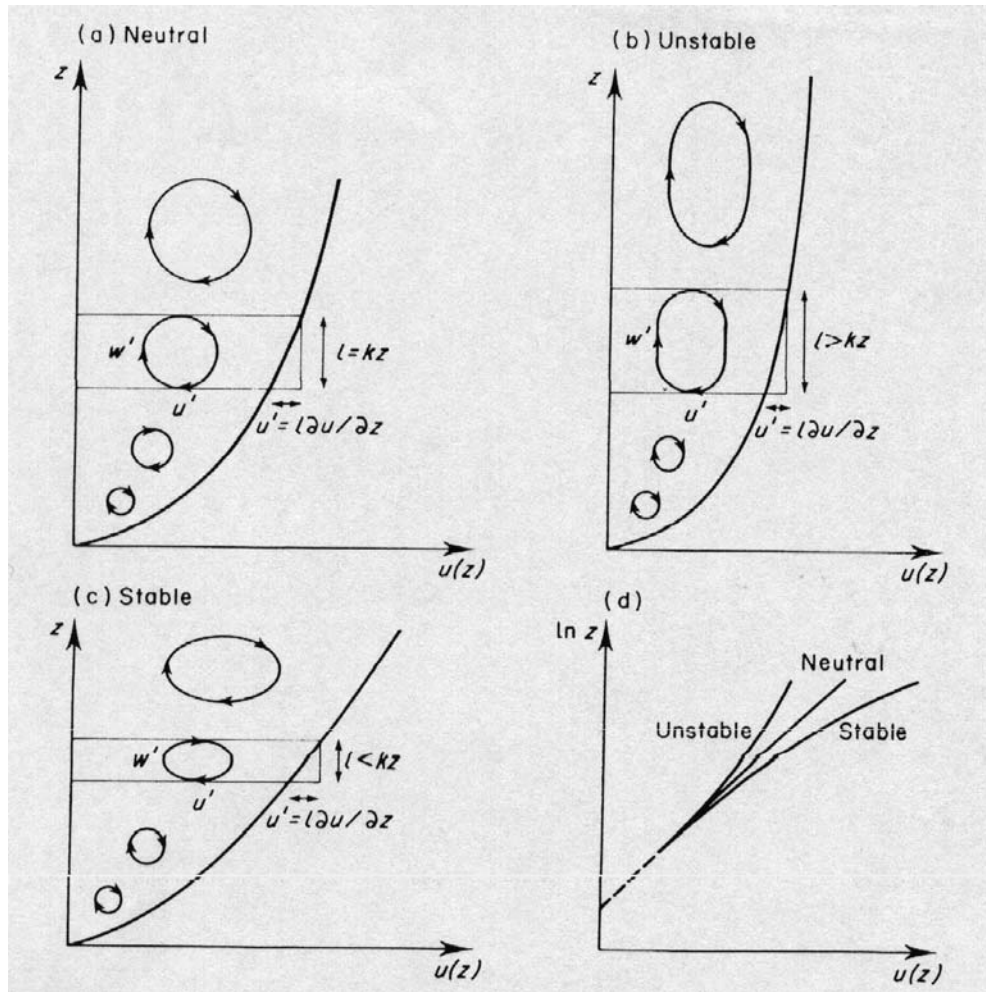 (a) Neutral
z
w'
l=kz
u'
u'=l∂u/∂z
u(z)
(b) Unstable
z
w'
l>kz
u'
u'=l∂u/∂z
u(z)
(c) Stable
z
w'
l<kz
u'
u'=l∂u/∂z
u(z)
(d)
ln z
Neutral
Unstable
Stable
u(z)